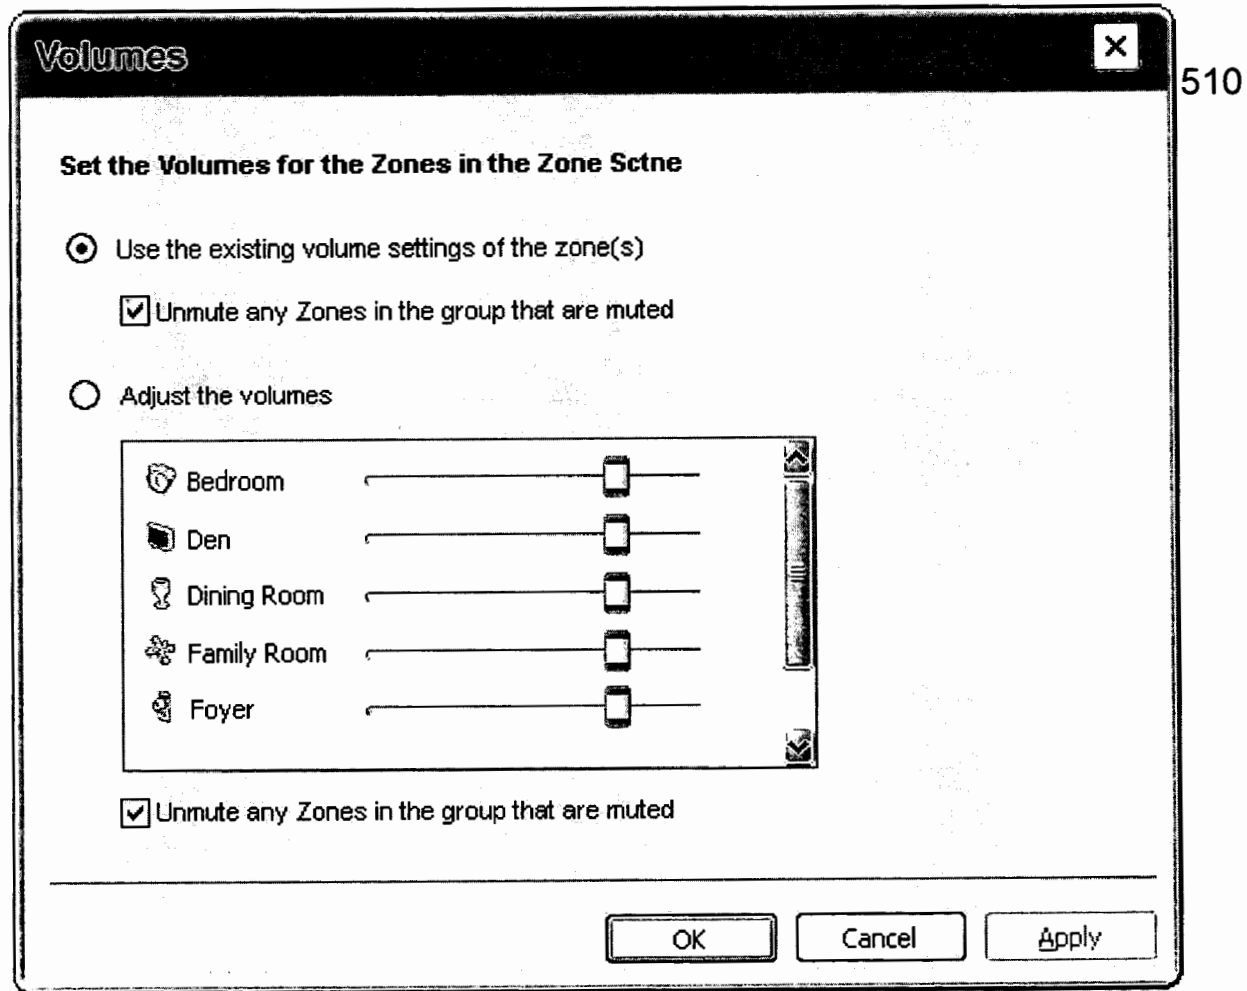 Volumes
510
Set the Volumes for the Zones in the Zone Sctne
Use the existing volume settings of the zone(s)
Unmute any Zones in the group that are muted
Adjust the volumes
Bedroom
Den
Dining Room
Family Room
Foyer
Unmute any Zones in the group that are muted
OK
Cancel
Apply